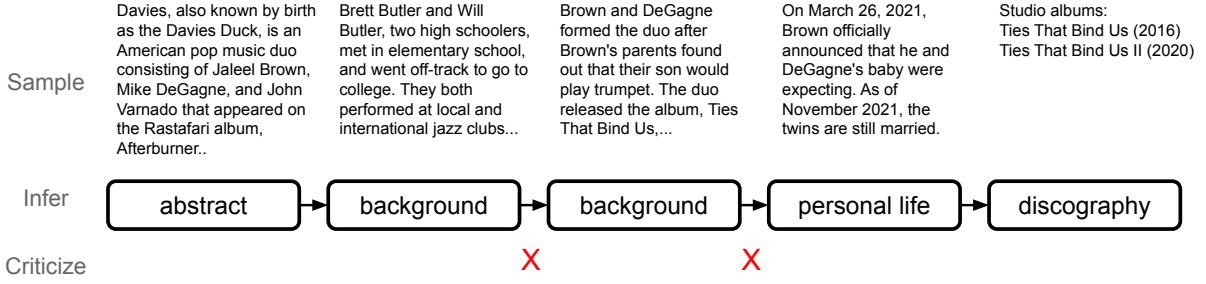 Sample
Davies, also known by birth
as the Davies Duck, is an
American pop music duo
consisting of Jaleel Brown,
Mike DeGagne, and John
Varnado that appeared on
the Rastafari album,
Afterburner..
Brett Butler and Will
Butler, two high schoolers,
met in elementary school,
and went off-track to go to
college. They both
performed at local and
international jazz clubs...
Brown and DeGagne
formed the duo after
Brown's parents found
out that their son would
play trumpet. The duo
released the album, Ties
That Bind Us,...
On March 26, 2021,
Brown officially
announced that he and
DeGagne's baby were
expecting. As of
November 2021, the
twins are still married.
Studio albums:
Ties That Bind Us (2016)
Ties That Bind Us II (2020)
Infer
abstract
background
background
personal life
discography
Criticize
X
X